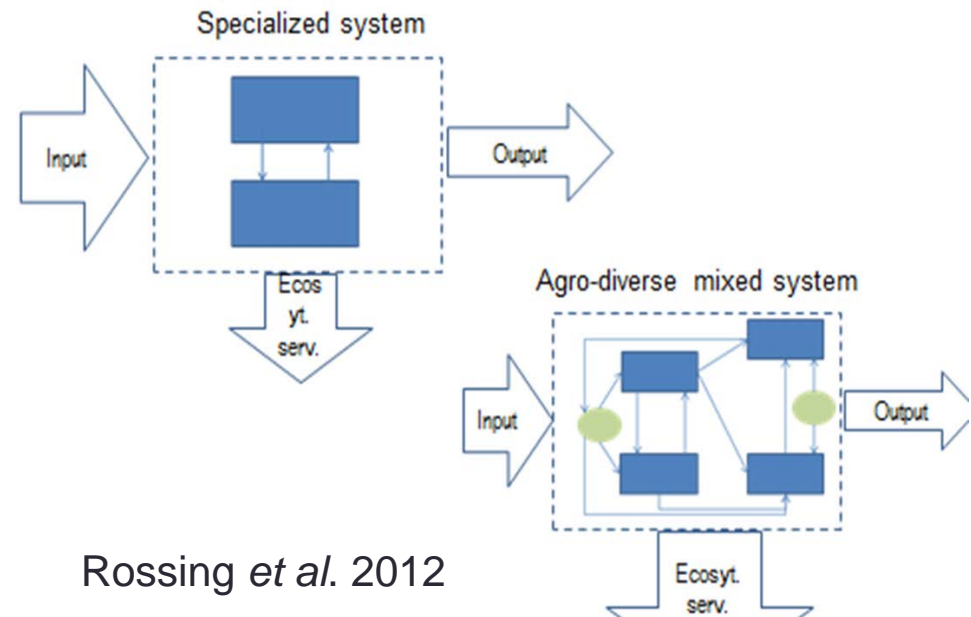 Specialized system
Input
Output
Ecos
yt.
serv.
Agro-diverse mixed system
Input
Output
Ecosyt.
serv.
Rossing et al. 2012